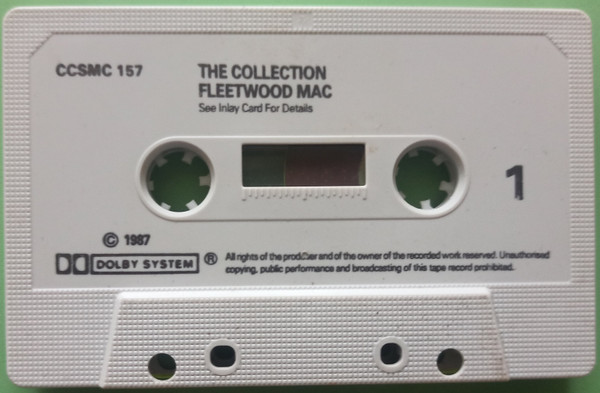 CCSMC 157
THE COLLECTION
FLEETWOOD MAC
See Inlay Card For Details
1
© 1987
DOLBY SYSTEM ®
All rights of the producer and of the owner of the recorded work reserved. Unauthorised
copying, public performance and broadcasting of this tape record prohibited.